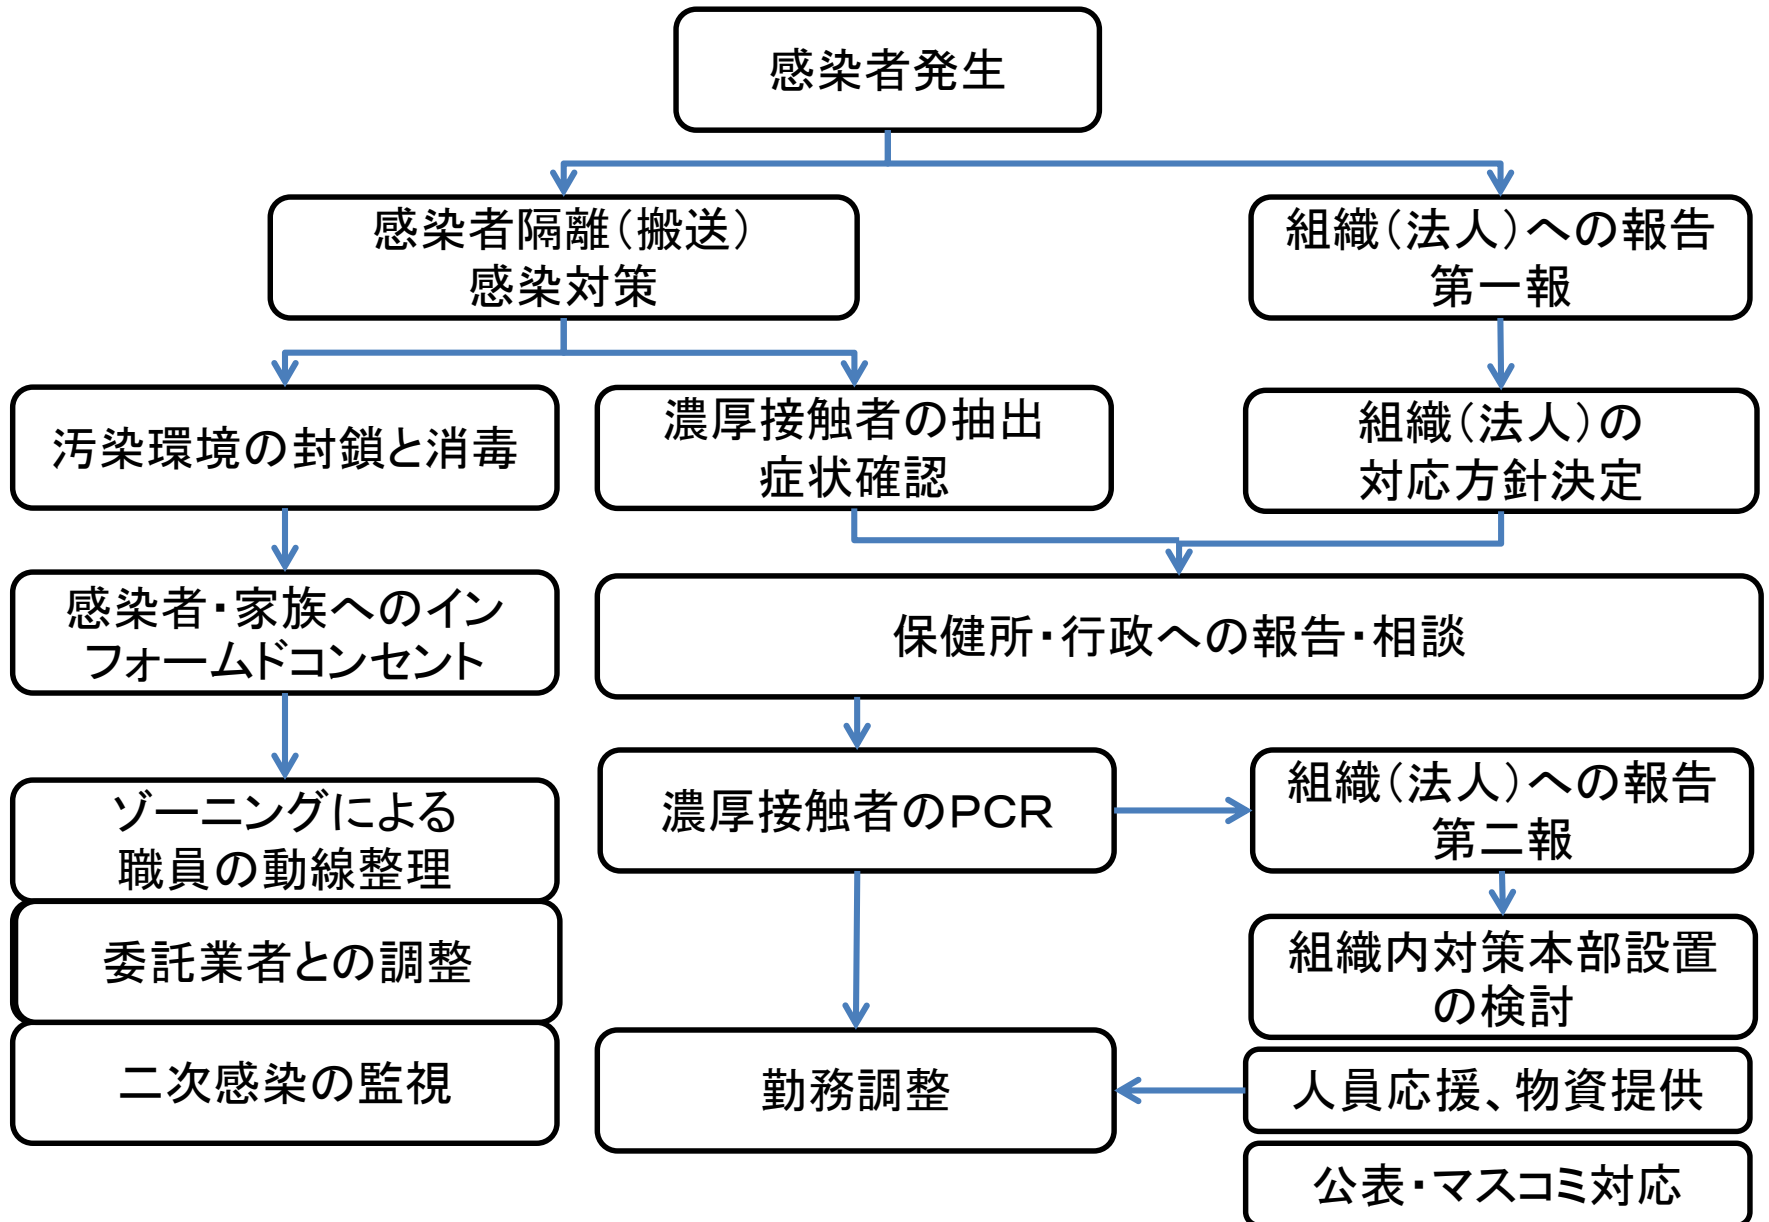 感染者発生
感染者隔離（搬送）
感染対策
組織（法人）への報告
第一報
汚染環境の封鎖と消毒
濃厚接触者の抽出
症状確認
組織（法人）の
対応方針決定
感染者・家族へのイン
フォームドコンセント
保健所・行政への報告・相談
ゾーニングによる
職員の動線整理
濃厚接触者のPCR
組織（法人）への報告
第二報
委託業者との調整
組織内対策本部設置
の検討
二次感染の監視
勤務調整
人員応援、物資提供
公表・マスコミ対応